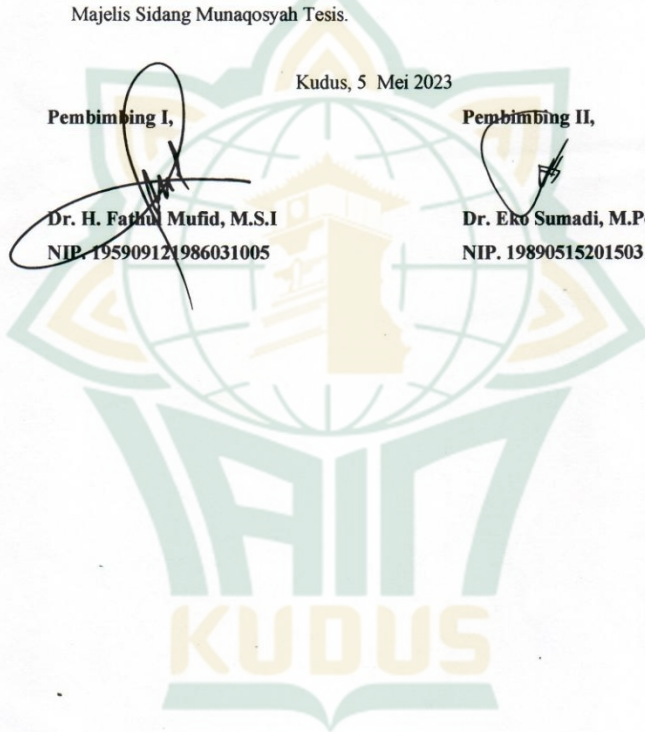 Majelis Sidang Munaqosyah Tesis.
Kudus, 5 Mei 2023
Pembimbing I,
Pembimbing II,
Dr. H. Fathul Mufid, M.S.I
Dr. Eko Sumadi, M.P
NIP. 195909121986031005
NIP. 19890515201503
IAIN
KUDUS